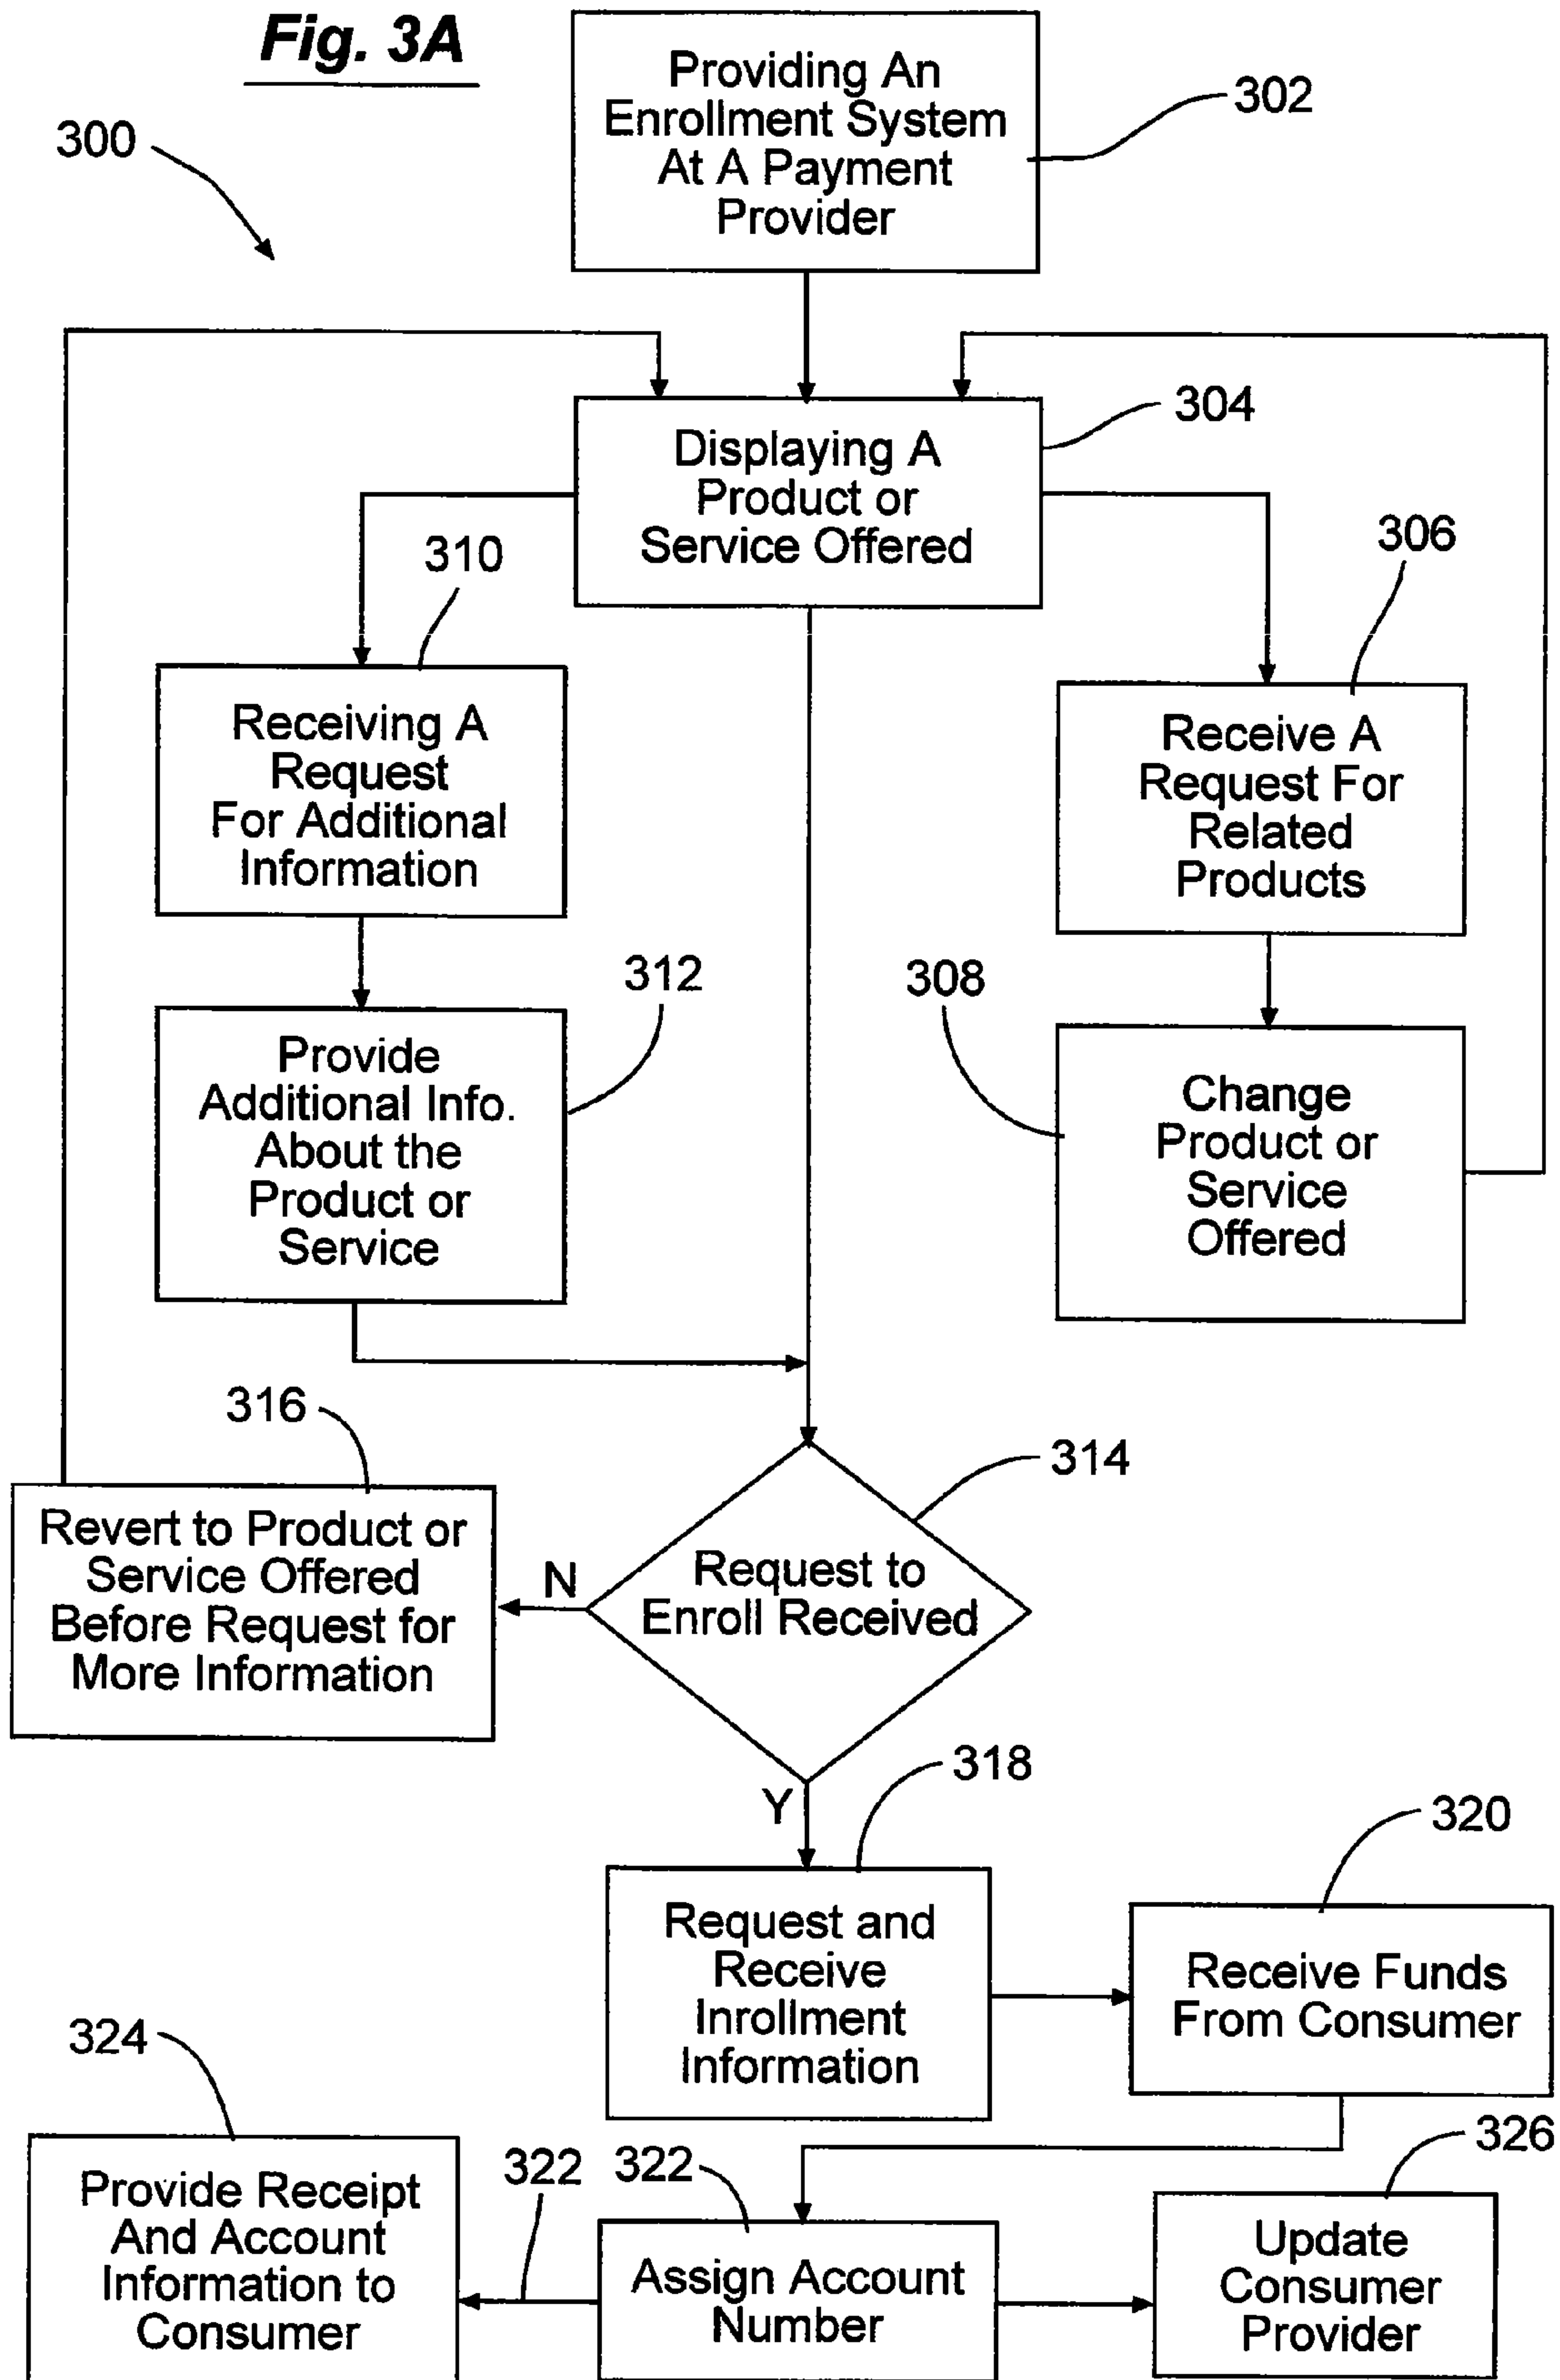 Fig. 3A
300
Providing An
Enrollment System
At A Payment
Provider
302
304
Displaying A
Product or
Service Offered
310
306
Receiving A
Request
For Additional
Information
Receive A
Request For
Related
Products
312
308
Provide
Additional Info.
About the
Product or
Service
Change
Product or
Service
Offered
316
314
Revert to Product or
Service Offered
Before Request for
More Information
N
Request to
Enroll Received
Y
318
320
Request and
Receive
Inrollment
Information
Receive Funds
From Consumer
324
322
322
326
Provide Receipt
And Account
Information to
Consumer
Assign Account
Number
Update
Consumer
Provider